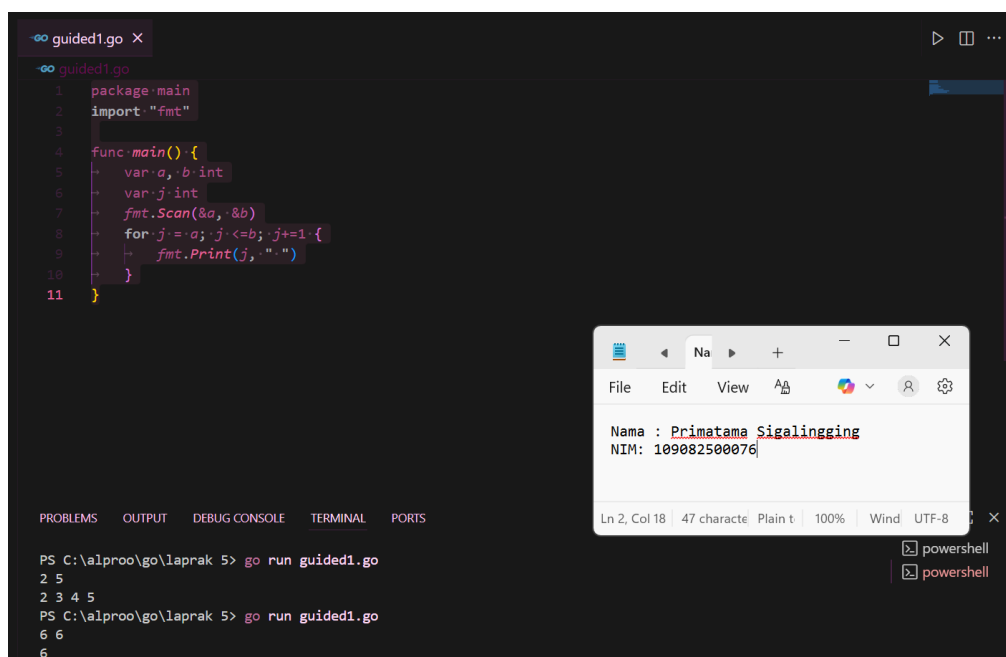 guided1.go
guided1.go
1 package main
2 import "fmt"
3
4 func main() {
5 var a, b int
6 var j int
7 fmt.Scan(&a, &b)
8 for j = a; j <=b; j+=1 {
9 fmt.Print(j, " ")
10 }
11 }
Na
File Edit View
Nama : Primatama Sigalingging
NIM: 109082500076
Ln 2, Col 18 47 characte Plain t 100% Wind UTF-8
PROBLEMS OUTPUT DEBUG CONSOLE TERMINAL PORTS
powershell
powershell
PS C:\alproo\go\laprak 5> go run guided1.go
2 5
2 3 4 5
PS C:\alproo\go\laprak 5> go run guided1.go
6 6
6